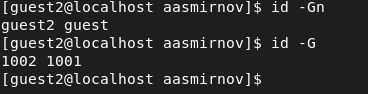 [guest2@localhost aasmirnov]$ id -Gn
guest2 guest
[guest2@localhost aasmirnov]$ id -G
1002 1001
[guest2@localhost aasmirnov]$